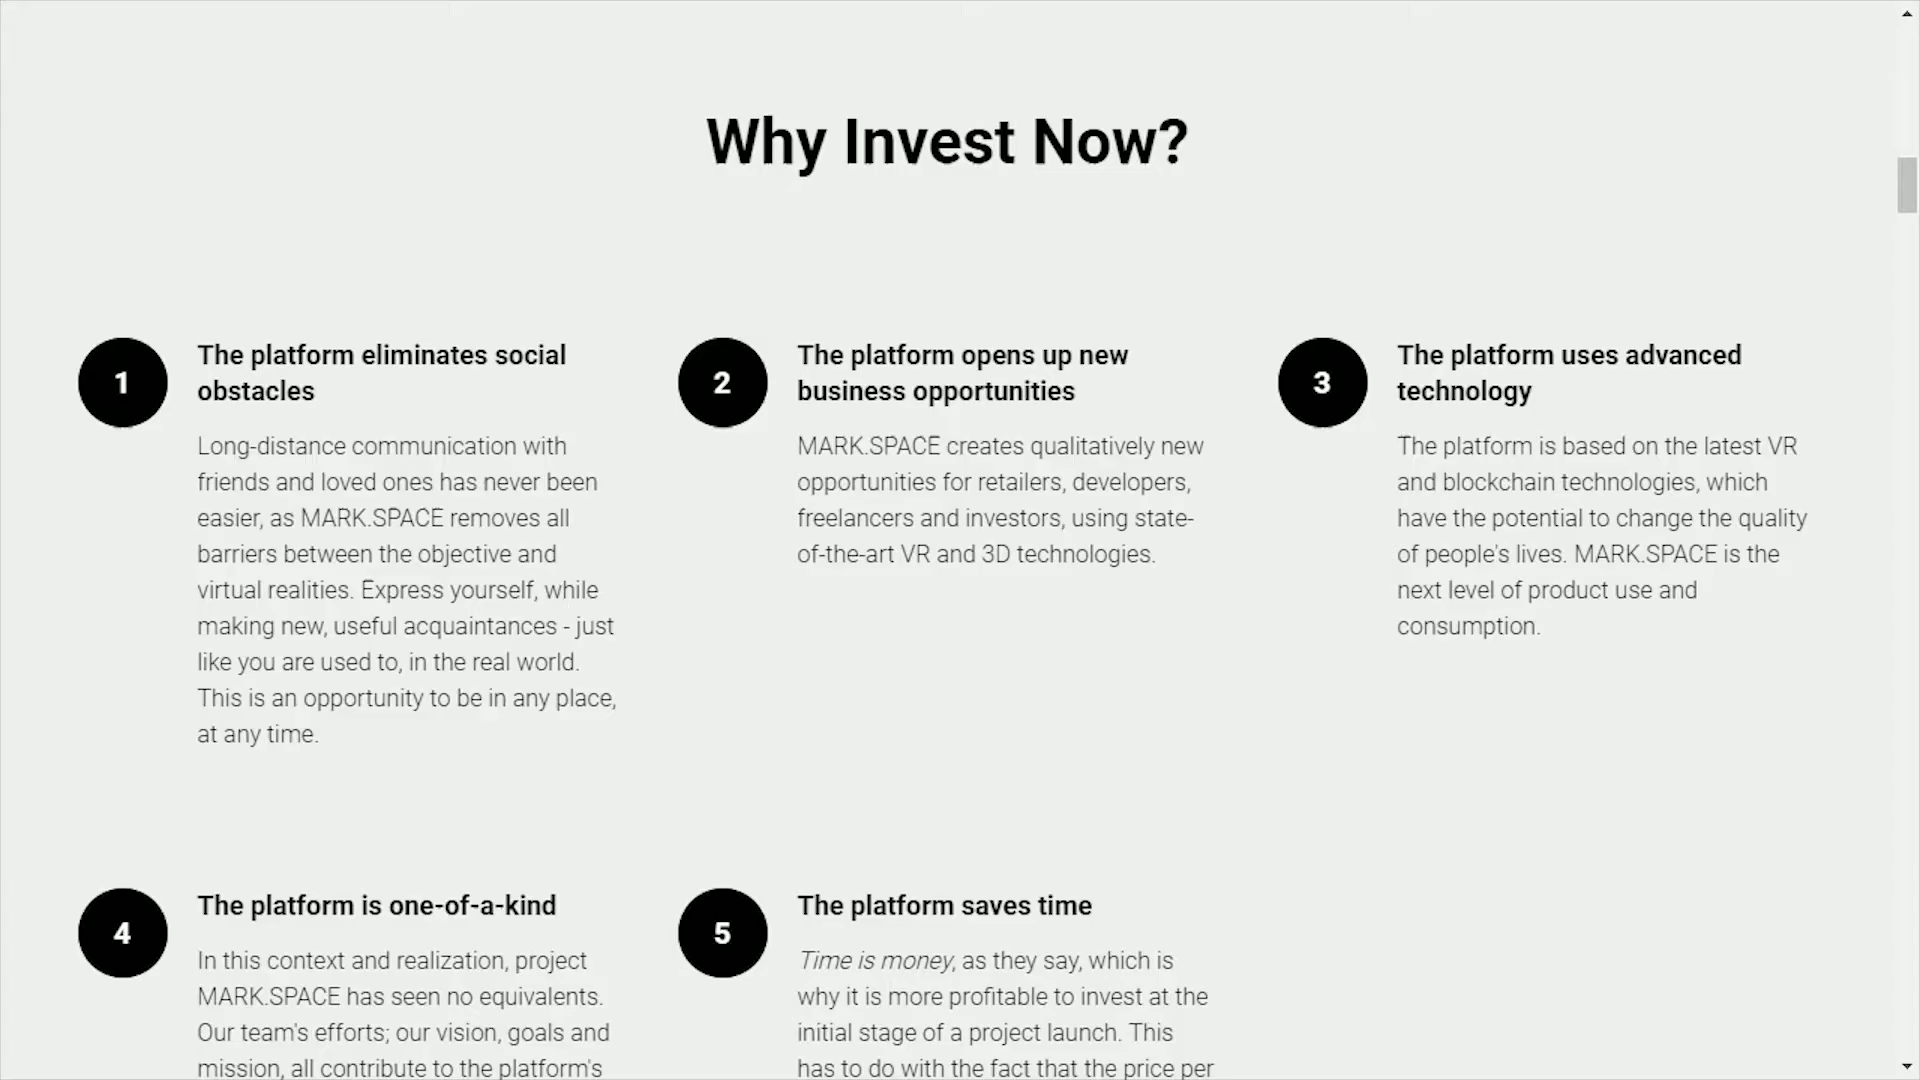 Why Invest Now?
1
The platform eliminates social
obstacles
Long-distance communication with
friends and loved ones has never been
easier, as MARK.SPACE removes all
barriers between the objective and
virtual realities. Express yourself, while
making new, useful acquaintances - just
like you are used to, in the real world.
This is an opportunity to be in any place,
at any time.
2
The platform opens up new
business opportunities
MARK.SPACE creates qualitatively new
opportunities for retailers, developers,
freelancers and investors, using state-
of-the-art VR and 3D technologies.
3
The platform uses advanced
technology
The platform is based on the latest VR
and blockchain technologies, which
have the potential to change the quality
of people's lives. MARK.SPACE is the
next level of product use and
consumption.
4
The platform is one-of-a-kind
In this context and realization, project
MARK.SPACE has seen no equivalents.
Our team's efforts; our vision, goals and
mission, all contribute to the platform's
5
The platform saves time
Time is money, as they say, which is
why it is more profitable to invest at the
initial stage of a project launch. This
has to do with the fact that the price per